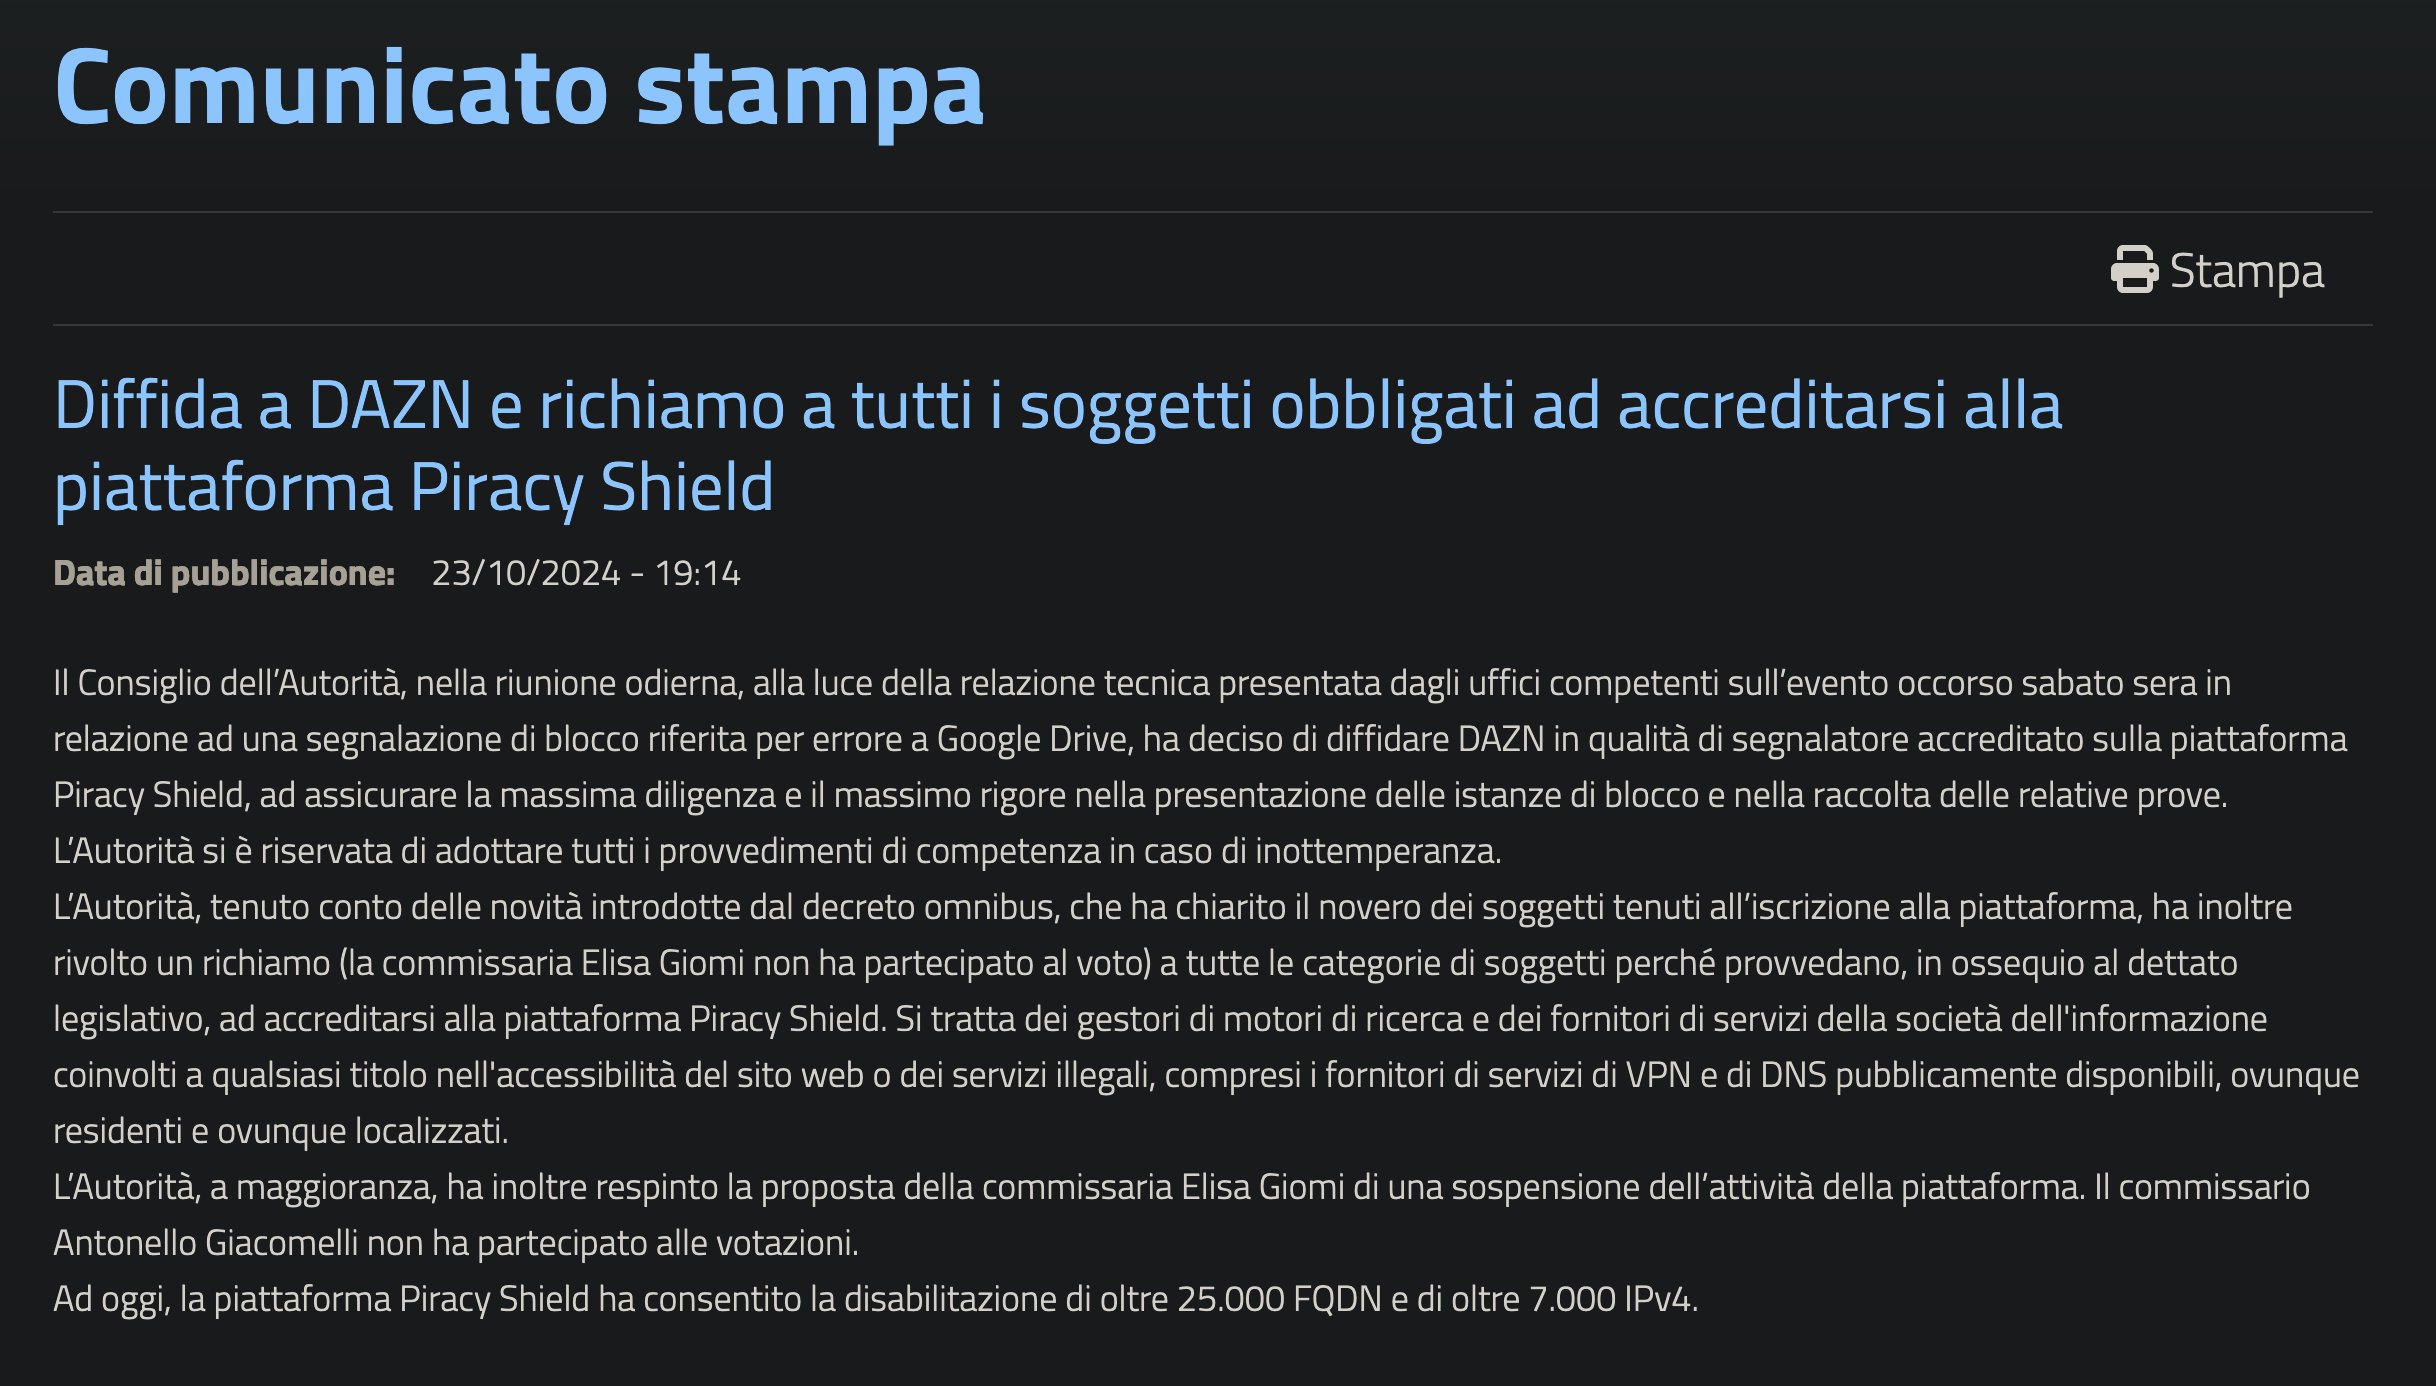 Comunicato stampa
Stampa
Diffida a DAZN e richiamo a tutti i soggetti obbligati ad accreditarsi alla
piattaforma Piracy Shield
Data di pubblicazione: 23/10/2024 - 19:14
Il Consiglio dell’Autorità, nella riunione odierna, alla luce della relazione tecnica presentata dagli uffici competenti sull’evento occorso sabato sera in
relazione ad una segnalazione di blocco riferita per errore a Google Drive, ha deciso di diffidare DAZN in qualità di segnalatore accreditato sulla piattaforma
Piracy Shield, ad assicurare la massima diligenza e il massimo rigore nella presentazione delle istanze di blocco e nella raccolta delle relative prove.
L’Autorità si è riservata di adottare tutti i provvedimenti di competenza in caso di inottemperanza.
L’Autorità, tenuto conto delle novità introdotte dal decreto omnibus, che ha chiarito il novero dei soggetti tenuti all’iscrizione alla piattaforma, ha inoltre
rivolto un richiamo (la commissaria Elisa Giomi non ha partecipato al voto) a tutte le categorie di soggetti perché provvedano, in ossequio al dettato
legislativo, ad accreditarsi alla piattaforma Piracy Shield. Si tratta dei gestori di motori di ricerca e dei fornitori di servizi della società dell'informazione
coinvolti a qualsiasi titolo nell'accessibilità del sito web o dei servizi illegali, compresi i fornitori di servizi di VPN e di DNS pubblicamente disponibili, ovunque
residenti e ovunque localizzati.
L’Autorità, a maggioranza, ha inoltre respinto la proposta della commissaria Elisa Giomi di una sospensione dell’attività della piattaforma. Il commissario
Antonello Giacomelli non ha partecipato alle votazioni.
Ad oggi, la piattaforma Piracy Shield ha consentito la disabilitazione di oltre 25.000 FQDN e di oltre 7.000 IPv4.